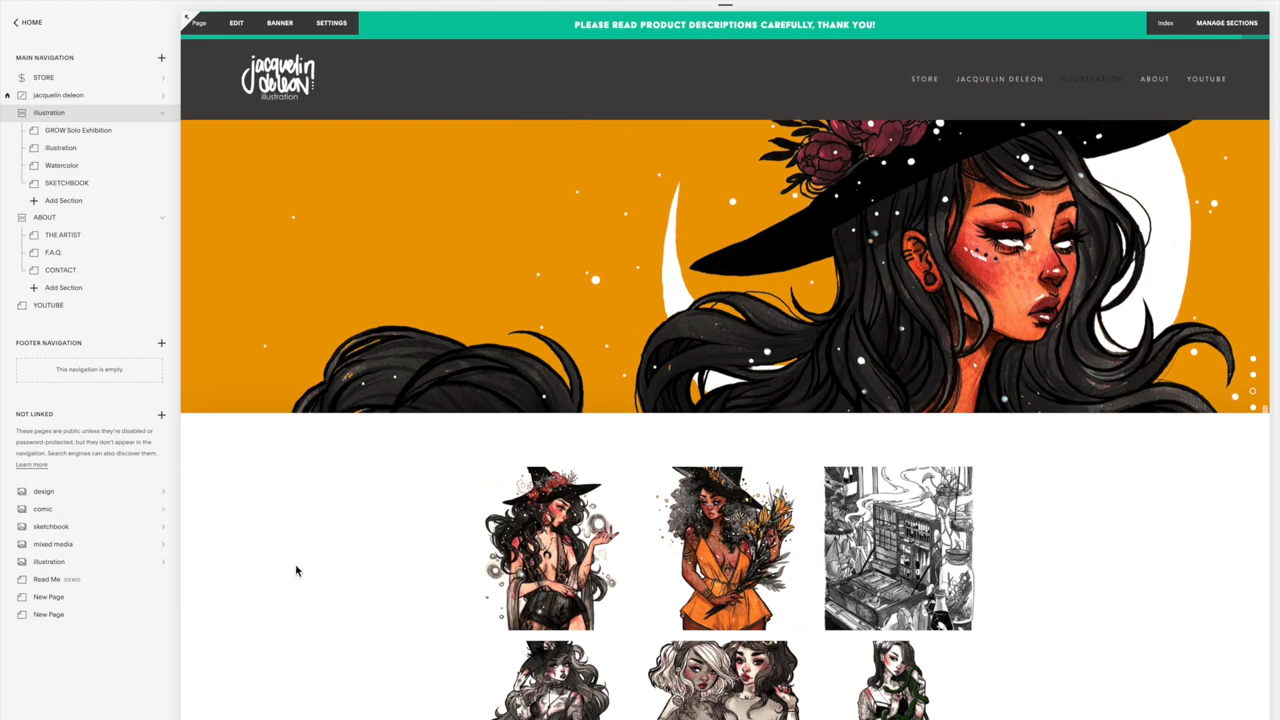 HOME
MAIN NAVIGATION
STORE
jacquelin deleon
illustration
GROW Solo Exhibition
illustration
Watercolor
SKETCHBOOK
Add Section
ABOUT
THE ARTIST
F.A.Q.
CONTACT
Add Section
YOUTUBE
FOOTER NAVIGATION
This navigation is empty
NOT LINKED
These pages are public unless they're disabled or
password-protected, but they don't appear in the
navigation. Search engines can also discover them.
Learn more
design
comic
sketchbook
mixed media
illustration
Read Me DEMO
New Page
New Page
Page EDIT BANNER SETTINGS
PLEASE READ PRODUCT DESCRIPTIONS CAREFULLY, THANK YOU!
Index MANAGE SECTIONS
jacquelin
deleon
illustration
STORE JACQUELIN DELEON ILLUSTRATION ABOUT YOUTUBE